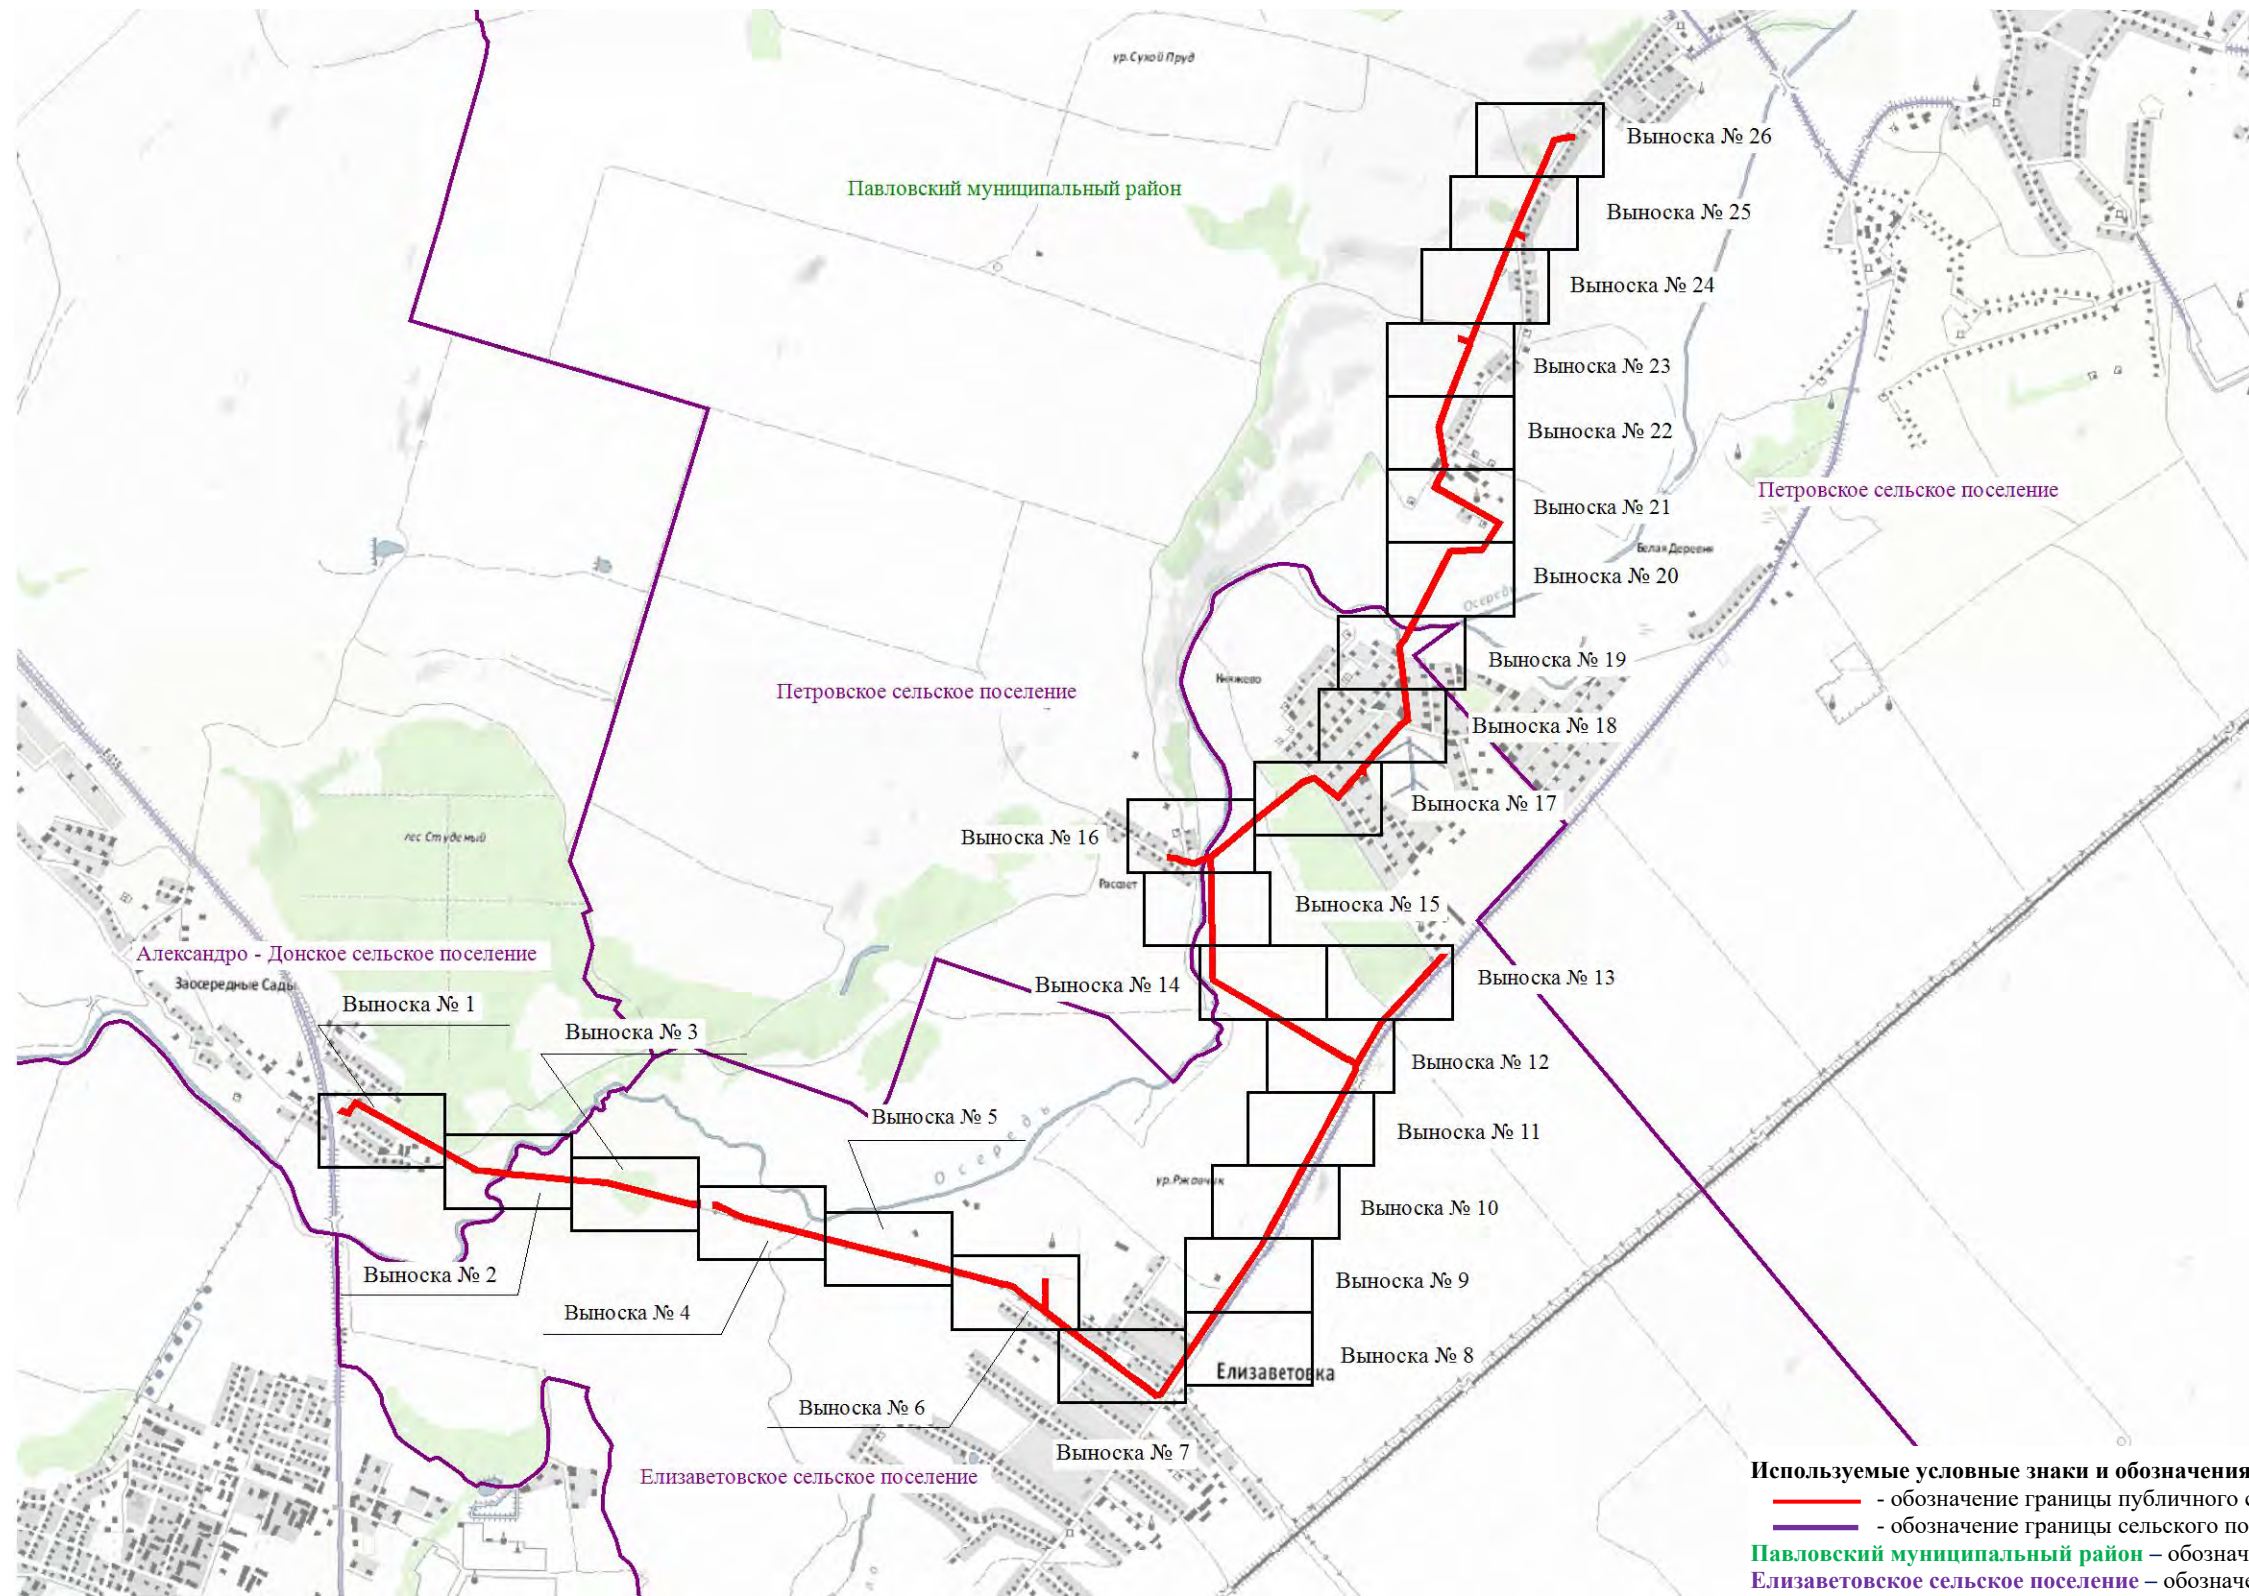 ур.Сухой Пруд
Выноска № 26
Павловский муниципальный район
Выноска № 25
Выноска № 24
Выноска № 23
Выноска № 22
Петровское сельское поселение
Выноска № 21
Белая Деревня
Выноска № 20
Осередь
Выноска № 19
Княжево
Петровское сельское поселение
Выноска № 18
Выноска № 17
лес Студеный
Выноска № 16
Рассвет
Выноска № 15
Александро - Донское сельское поселение
Выноска № 13
Заосередные Сады
Выноска № 14
Выноска № 1
Выноска № 3
Выноска № 12
Выноска № 5
Выноска № 11
Осередь
ур.Ржавчик
Выноска № 10
Выноска № 2
Выноска № 9
Выноска № 4
Выноска № 8
Елизаветовка
Выноска № 6
Выноска № 7
Елизаветовское сельское поселение
Используемые условные знаки и обозначения
- обозначение границы публичного с
- обозначение границы сельского по
Павловский муниципальный район – обознач
Елизаветовское сельское поселение – обозначе